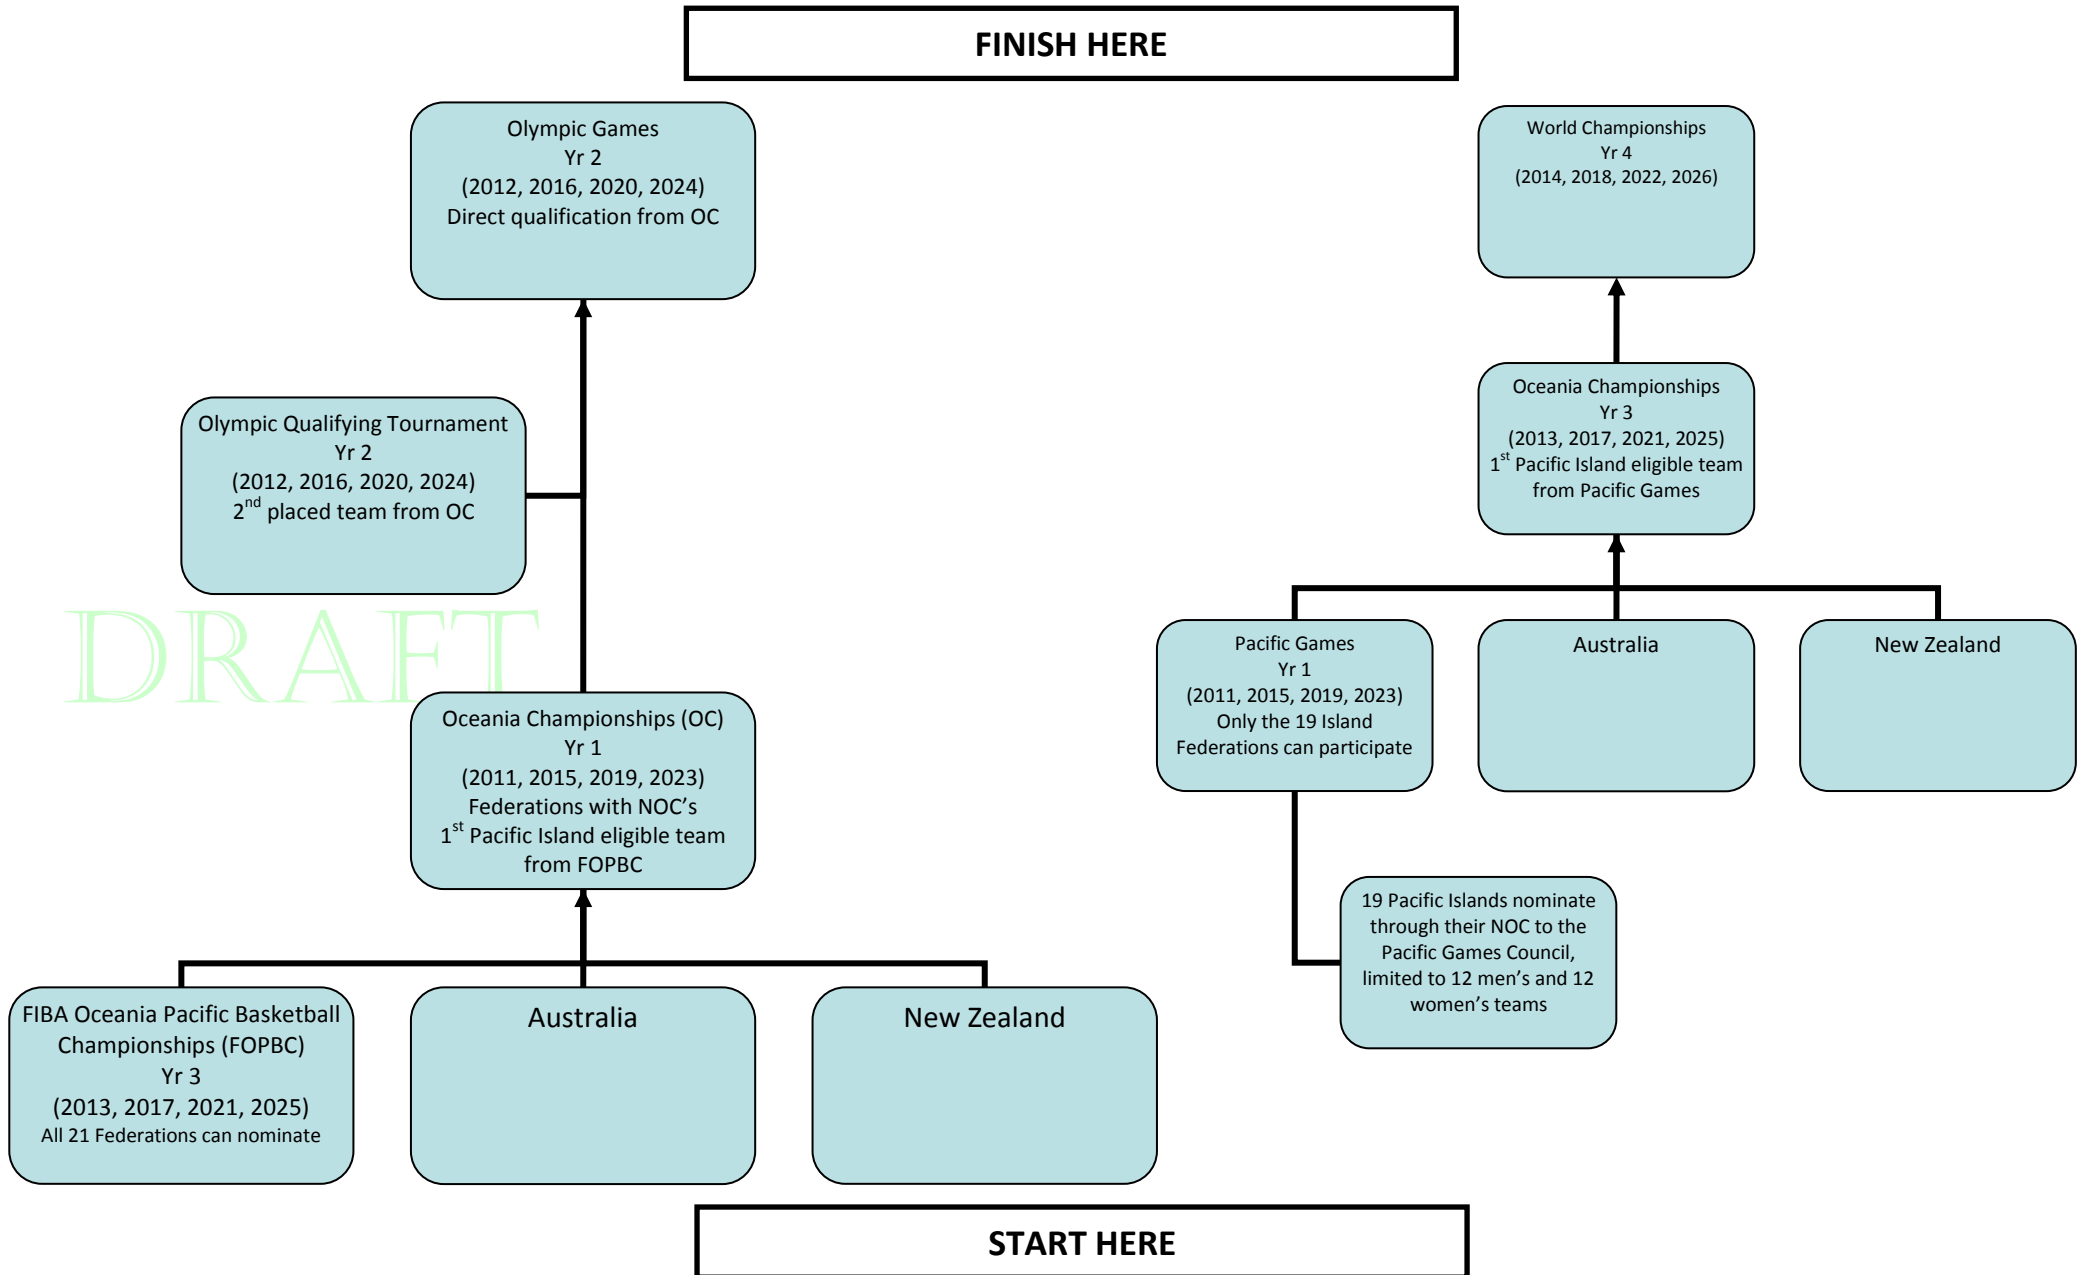 FINISH HERE
Olympic Games
Yr 2
(2012, 2016, 2020, 2024)
Direct qualification from OC
World Championships
Yr 4
(2014, 2018, 2022, 2026)
Olympic Qualifying Tournament
Yr 2
(2012, 2016, 2020, 2024)
2nd placed team from OC
Oceania Championships
Yr 3
(2013, 2017, 2021, 2025)
1st Pacific Island eligible team
from Pacific Games
DRAFT
Oceania Championships (OC)
Yr 1
(2011, 2015, 2019, 2023)
Federations with NOC’s
1st Pacific Island eligible team
from FOPBC
Pacific Games
Yr 1
(2011, 2015, 2019, 2023)
Only the 19 Island
Federations can participate
Australia
New Zealand
19 Pacific Islands nominate
through their NOC to the
Pacific Games Council,
limited to 12 men’s and 12
women’s teams
FIBA Oceania Pacific Basketball
Championships (FOPBC)
Yr 3
(2013, 2017, 2021, 2025)
All 21 Federations can nominate
Australia
New Zealand
START HERE